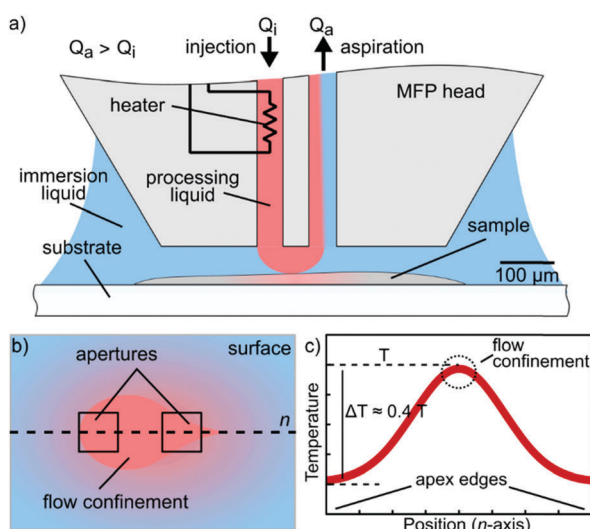 a)
Qₐ > Qᵢ
Qᵢ
injection
Qₐ
aspiration
heater
MFP head
immersion
liquid
processing
liquid
substrate
sample
100 µm
b)
apertures
surface
n
flow confinement
c)
T
flow
confinement
ΔT ≈ 0.4 T
Temperature
apex edges
Position (n-axis)